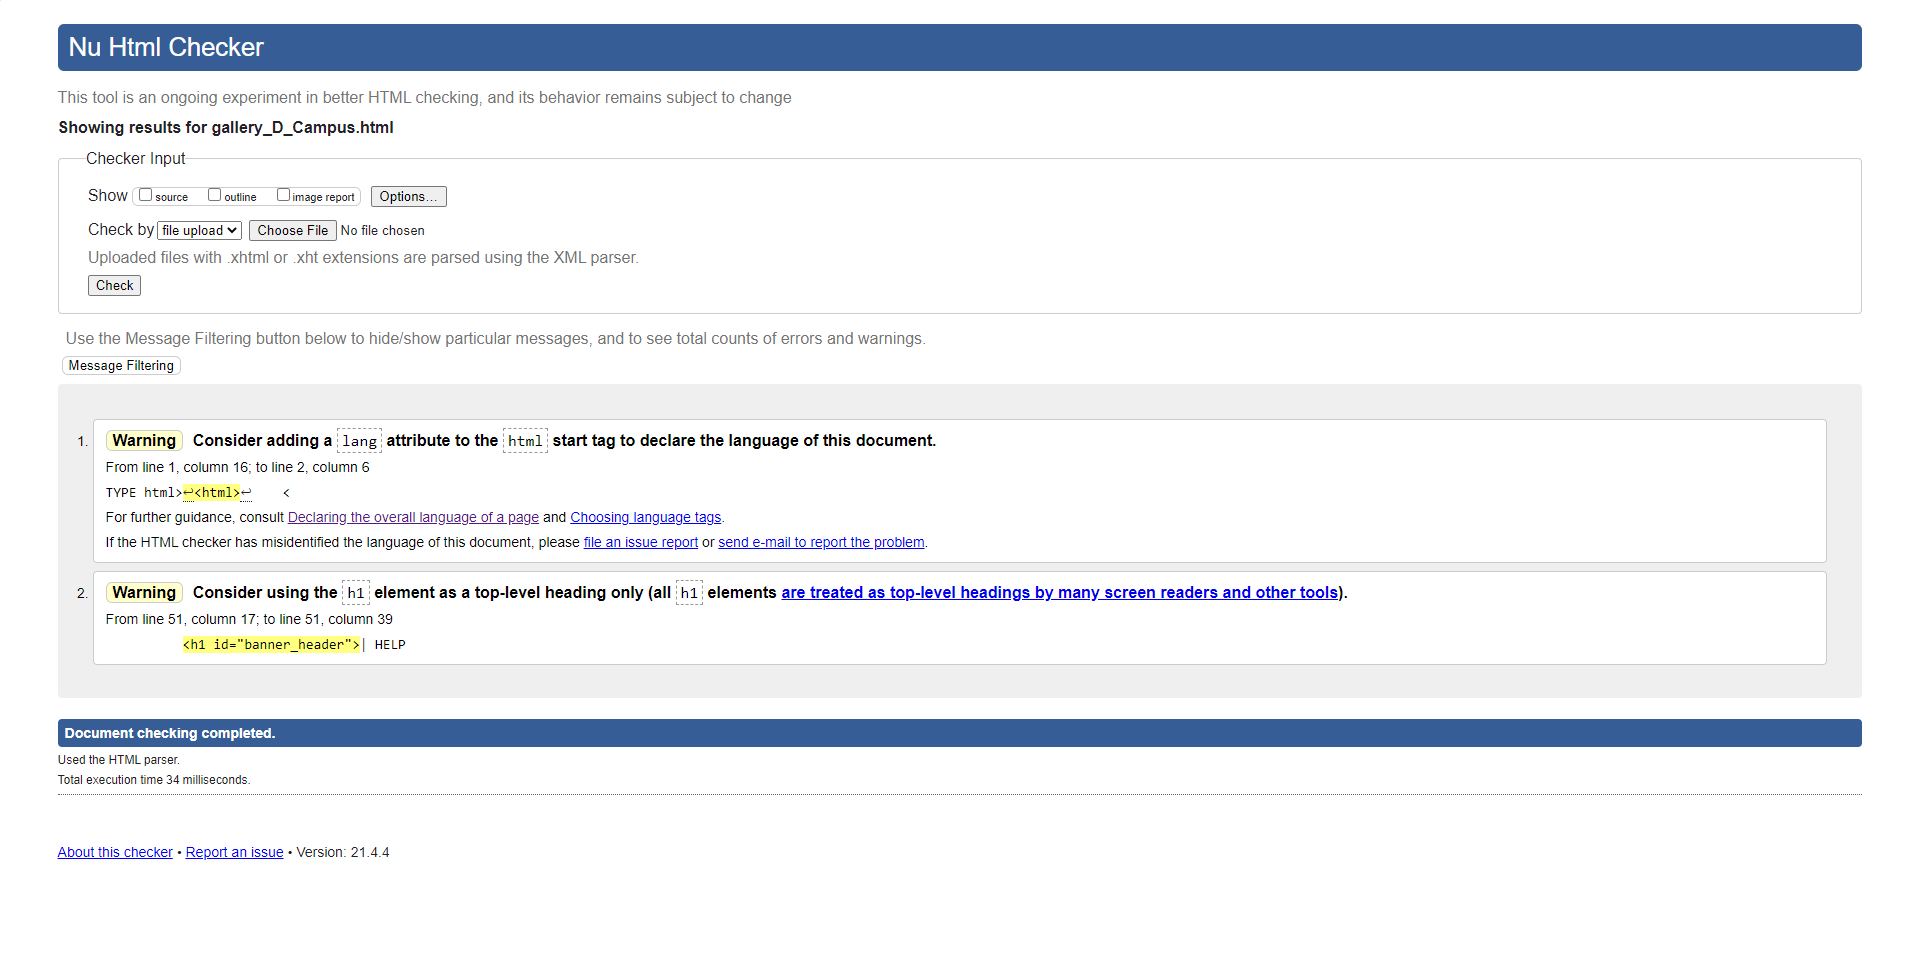 Nu Html Checker
This tool is an ongoing experiment in better HTML checking, and its behavior remains subject to change
Showing results for gallery_D_Campus.html
Checker Input
Show source outline image report Options...
Check by file upload Choose File No file chosen
Uploaded files with .xhtml or .xht extensions are parsed using the XML parser.
Check
Use the Message Filtering button below to hide/show particular messages, and to see total counts of errors and warnings.
Message Filtering
1. Warning Consider adding a lang attribute to the html start tag to declare the language of this document.
From line 1, column 16; to line 2, column 6
TYPE html>↩<html>↩    <
For further guidance, consult Declaring the overall language of a page and Choosing language tags.
If the HTML checker has misidentified the language of this document, please file an issue report or send e-mail to report the problem.
2. Warning Consider using the h1 element as a top-level heading only (all h1 elements are treated as top-level headings by many screen readers and other tools).
From line 51, column 17; to line 51, column 39
<h1 id="banner_header">| HELP
Document checking completed.
Used the HTML parser.
Total execution time 34 milliseconds.
About this checker • Report an issue • Version: 21.4.4